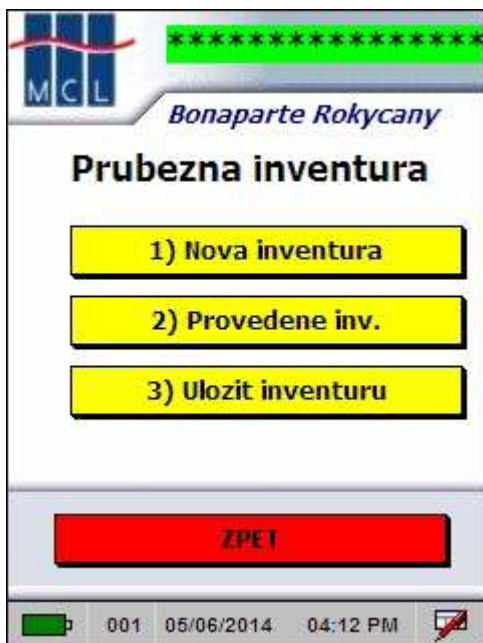 ****************
MCL
Bonaparte Rokycany
Prubezna inventura
1) Nova inventura
2) Provedene inv.
3) Ulozit inventuru
ZPET
001 05/06/2014 04:12 PM